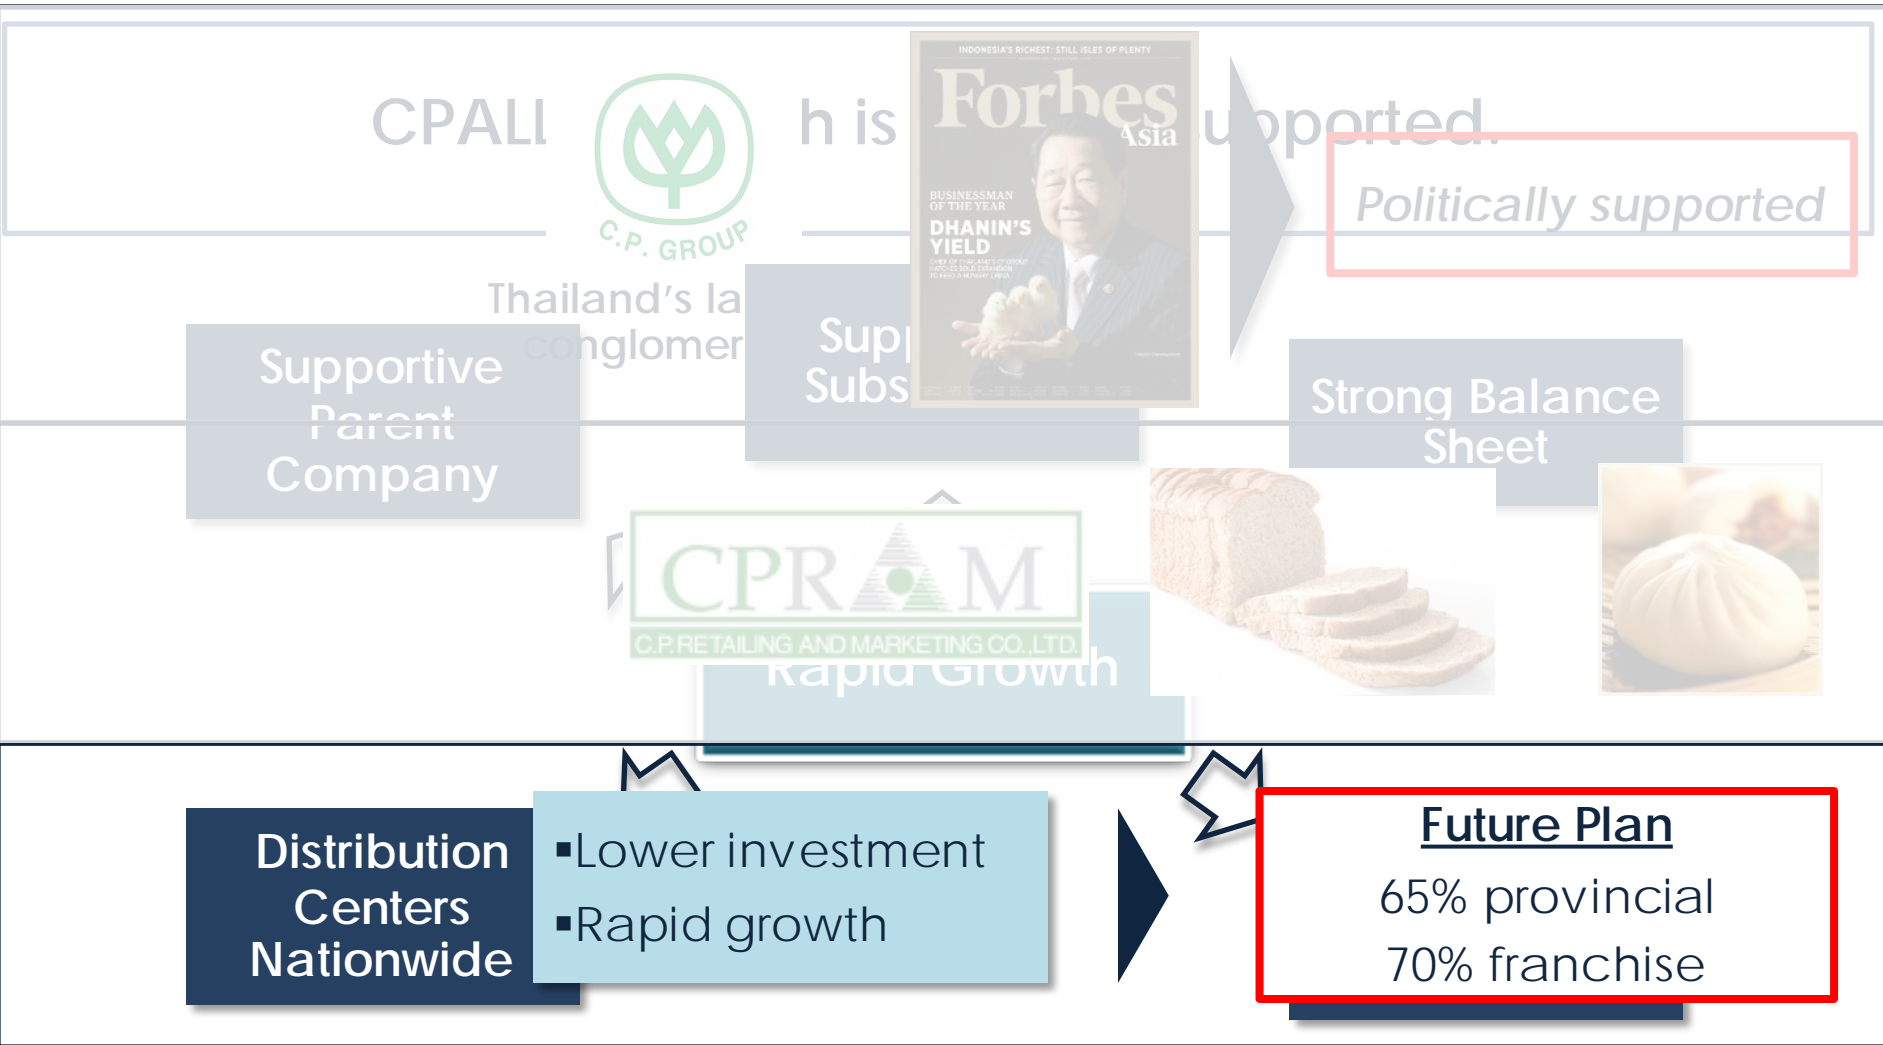 INDONESIA'S RICHEST: STILL ISLES OF PLENTY
Forbes
Asia
CPALL
h is
upported.
BUSINESSMAN
OF THE YEAR
DHANIN'S
YIELD
Politically supported
C.P. GROUP
Thailand's la
conglomer
Supportive
Parent
Company
Sup
Subs
Strong Balance
Sheet
CPRAM
C.P. RETAILING AND MARKETING CO.,LTD.
Rapid Growth
Distribution
Centers
Nationwide
▪Lower investment
▪Rapid growth
Future Plan
65% provincial
70% franchise